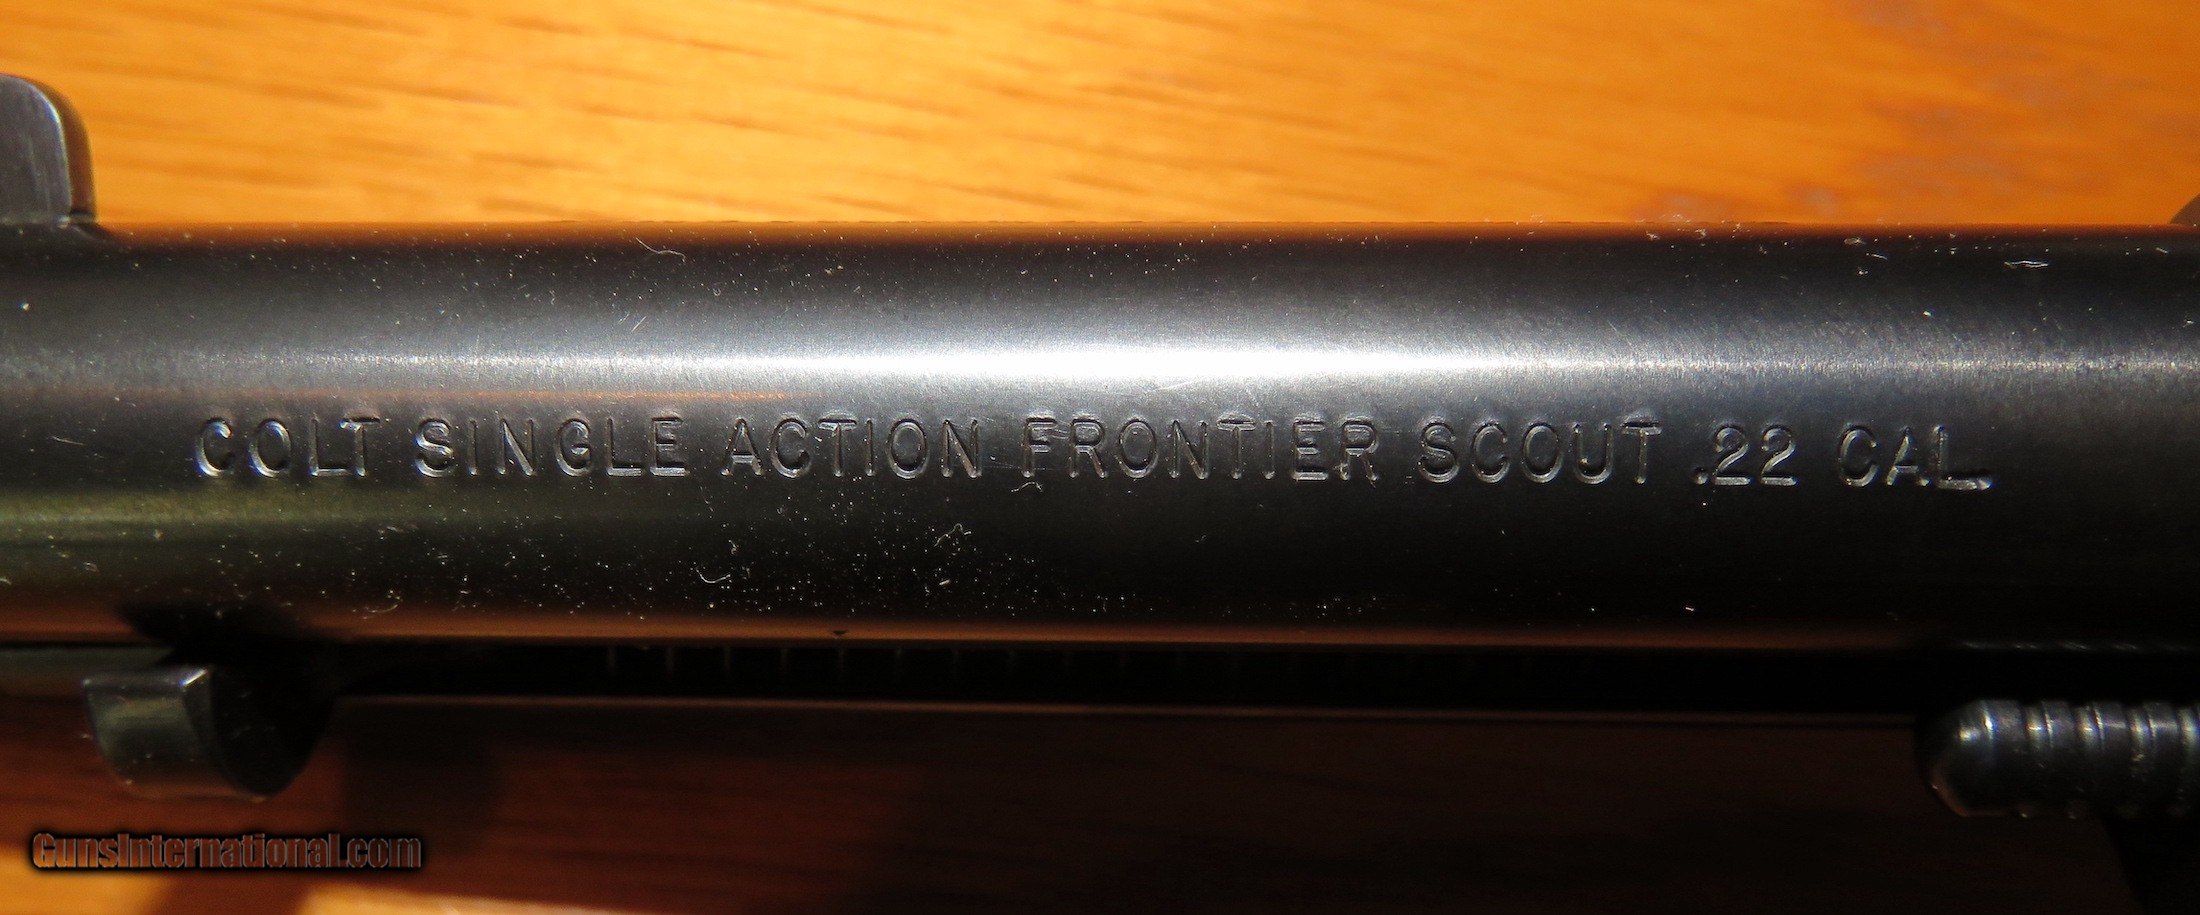 COLT SINGLE ACTION FRONTIER SCOUT .22 CAL.
GunsInternational.com